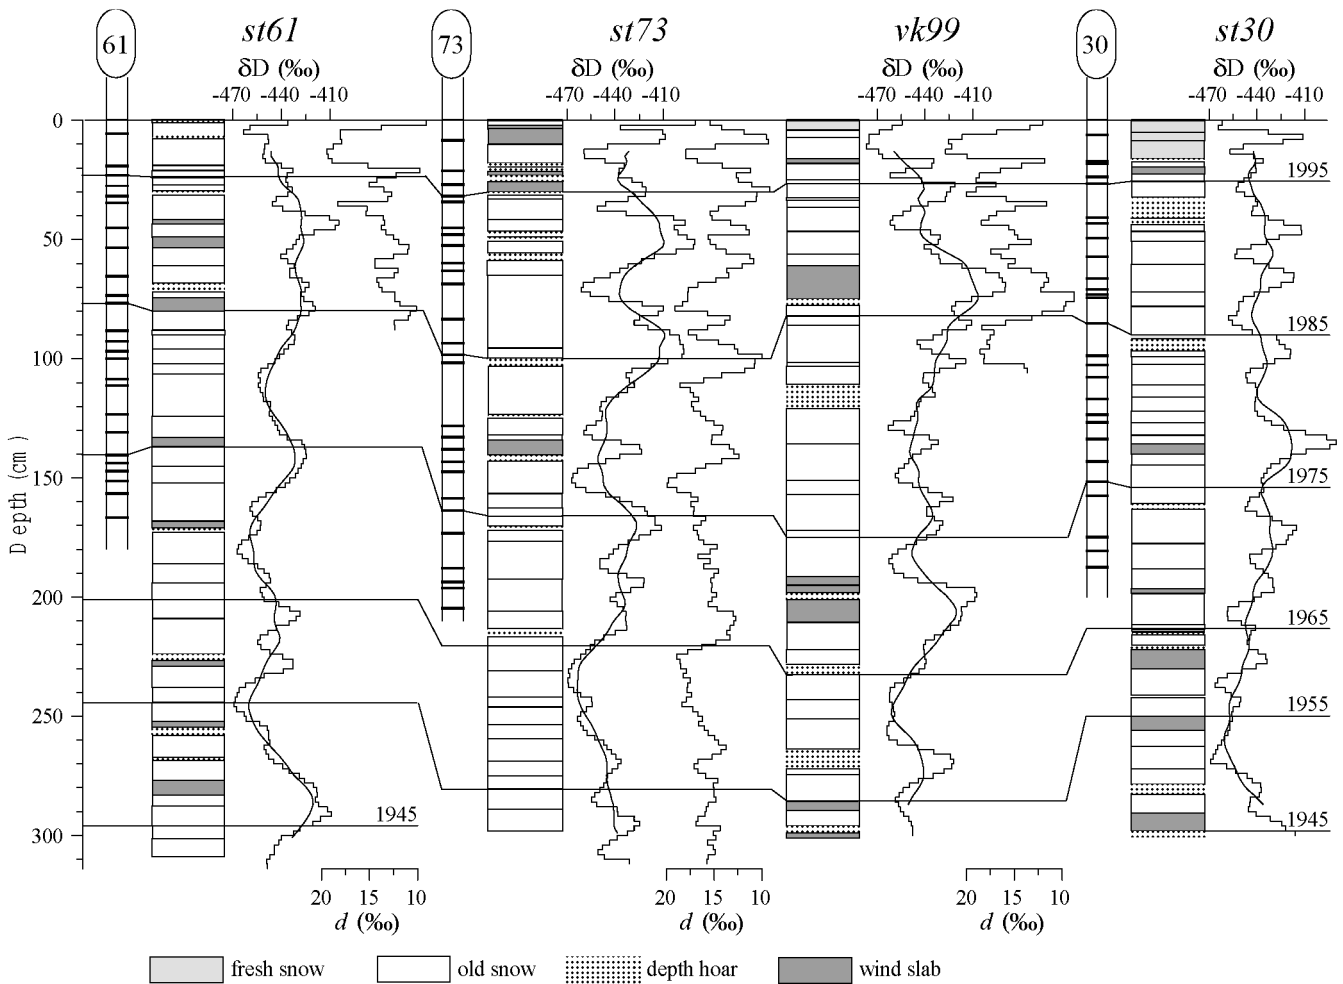 st61 st73 vk99 st30
61 73 30
δD (‰) δD (‰) δD (‰) δD (‰)
-470 -440 -410 -470 -440 -410 -470 -440 -410 -470 -440 -410
0
1995
50
1985
100
1975
150
Depth (cm)
200
1965
1955
250
1945 1945
300
20 15 10 20 15 10 20 15 10
d (‰) d (‰) d (‰)
fresh snow old snow depth hoar wind slab